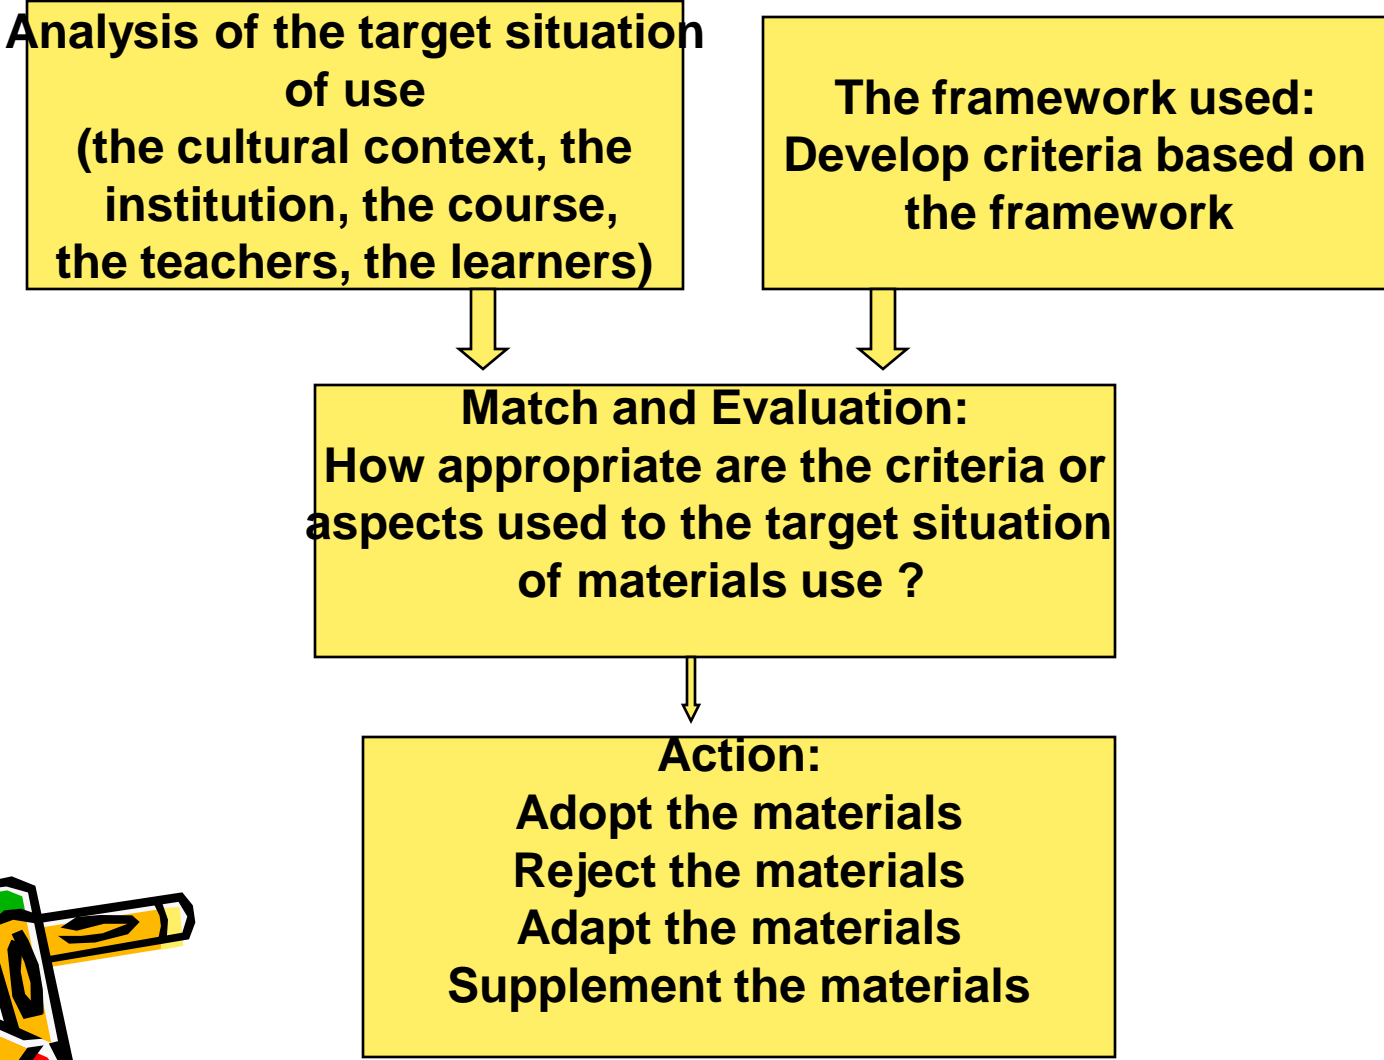 Analysis of the target situation
of use
(the cultural context, the
institution, the course,
the teachers, the learners)
The framework used:
Develop criteria based on
the framework
Match and Evaluation:
How appropriate are the criteria or
aspects used to the target situation
of materials use ?
Action:
Adopt the materials
Reject the materials
Adapt the materials
Supplement the materials